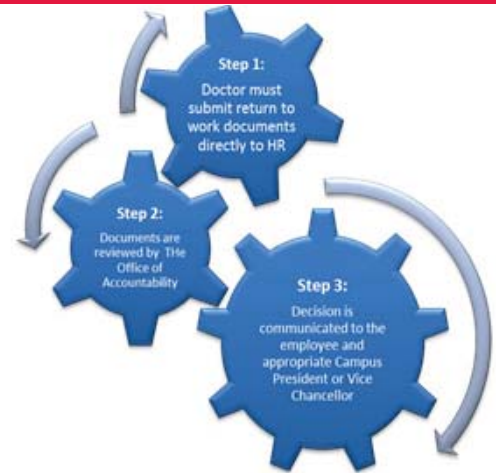 Step 1:
Doctor must
submit return to
work documents
directly to HR
Step 2:
Documents are
reviewed by THe
Office of
Accountability
Step 3:
Decision is
communicated to the
employee and
appropriate Campus
President or Vice
Chancellor